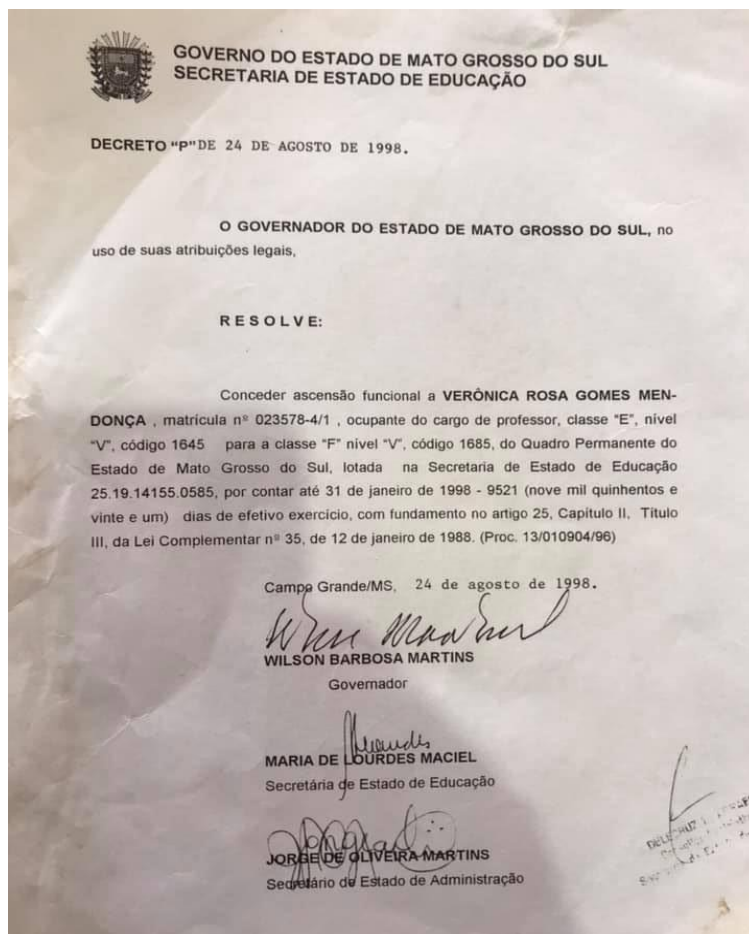 GOVERNO DO ESTADO DE MATO GROSSO DO SUL
SECRETARIA DE ESTADO DE EDUCAÇÃO
DECRETO "P" DE 24 DE AGOSTO DE 1998.
O GOVERNADOR DO ESTADO DE MATO GROSSO DO SUL, no
uso de suas atribuições legais,
R E S O L V E:
Conceder ascensão funcional a VERÔNICA ROSA GOMES MEN-
DONÇA , matrícula nº 023578-4/1 , ocupante do cargo de professor, classe "E", nível
"V", código 1645 para a classe "F" nível "V", código 1685, do Quadro Permanente do
Estado de Mato Grosso do Sul, lotada na Secretaria de Estado de Educação
25.19.14155.0585, por contar até 31 de janeiro de 1998 - 9521 (nove mil quinhentos e
vinte e um) dias de efetivo exercício, com fundamento no artigo 25, Capítulo II, Título
III, da Lei Complementar nº 35, de 12 de janeiro de 1988. (Proc. 13/010904/96)
Campo Grande/MS, 24 de agosto de 1998.
WILSON BARBOSA MARTINS
Governador
MARIA DE LOURDES MACIEL
Secretária de Estado de Educação
JORGE DE OLIVEIRA MARTINS
Secretário de Estado de Administração